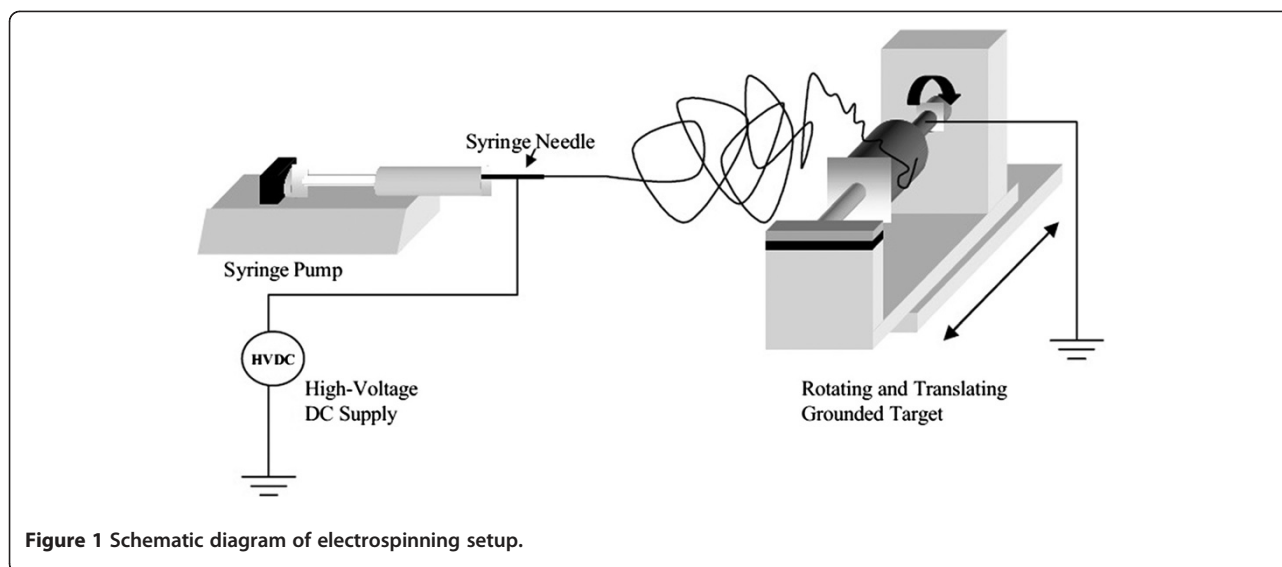 Syringe Needle
Syringe Pump
HVDC
High-Voltage
DC Supply
Rotating and Translating
Grounded Target
Figure 1 Schematic diagram of electrospinning setup.